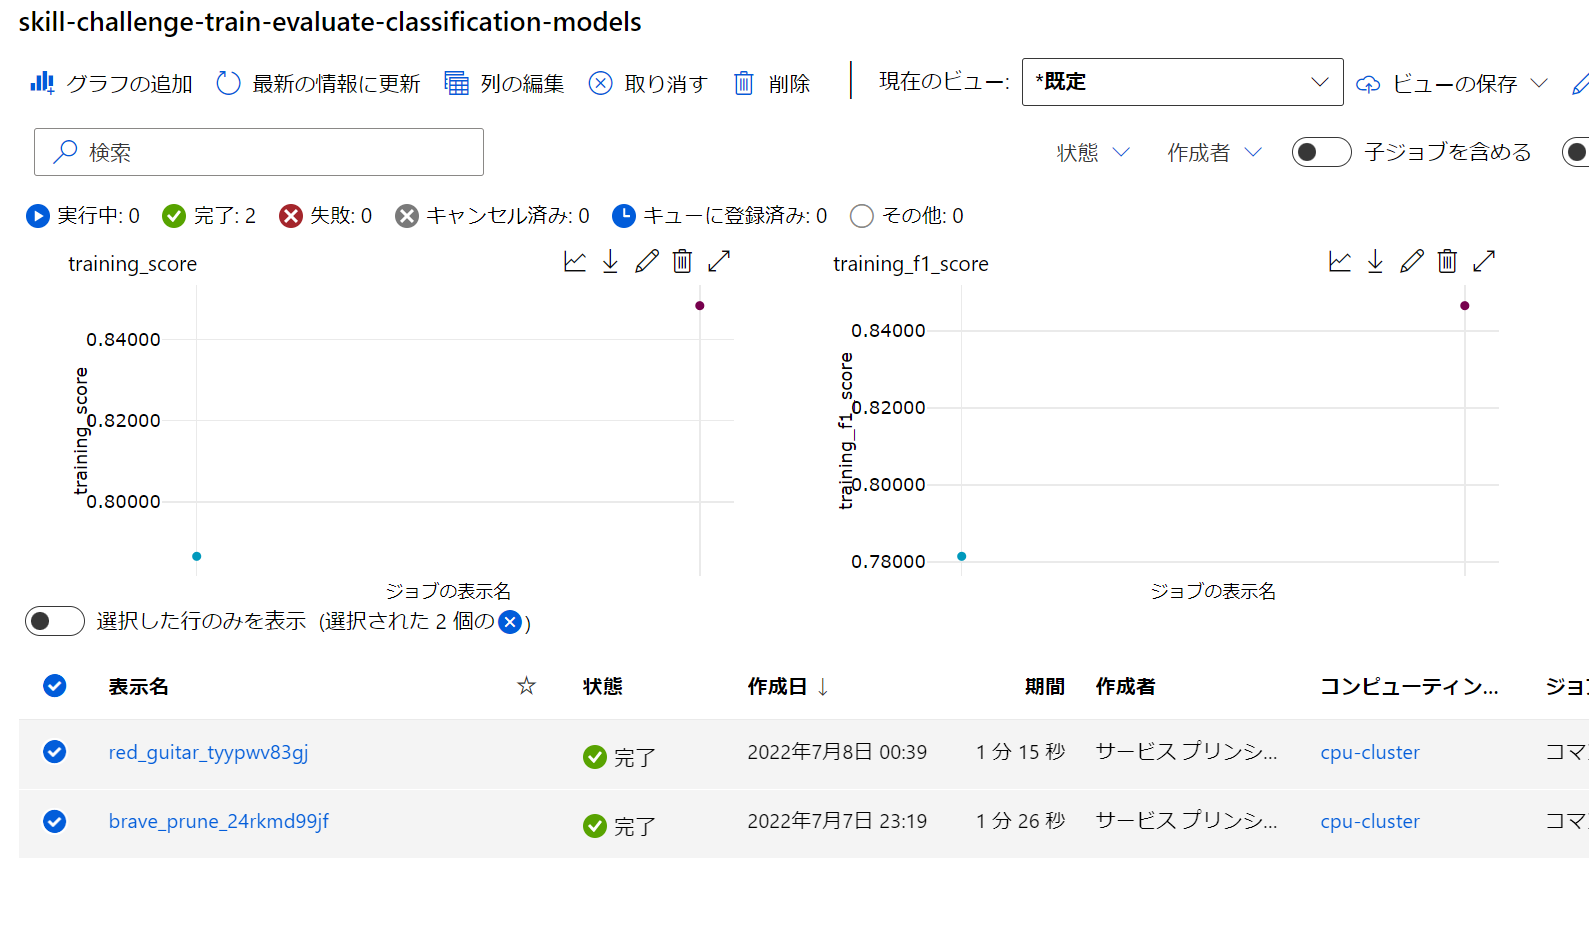 skill-challenge-train-evaluate-classification-models
グラフの追加 最新の情報に更新 列の編集 取り消す 削除 現在のビュー: *既定 ビューの保存
検索 状態 作成者 子ジョブを含める
実行中: 0 完了: 2 失敗: 0 キャンセル済み: 0 キューに登録済み: 0 その他: 0
training_score
0.84000
0.82000
0.80000
training_score
ジョブの表示名
training_f1_score
0.84000
0.82000
0.80000
0.78000
training_f1_score
ジョブの表示名
選択した行のみを表示 (選択された 2 個の )
表示名 状態 作成日 ↓ 期間 作成者 コンピューティン... ジョブ
red_guitar_tyypwv83gj 完了 2022年7月8日 00:39 1 分 15 秒 サービス プリンシ... cpu-cluster コマ
brave_prune_24rkmd99jf 完了 2022年7月7日 23:19 1 分 26 秒 サービス プリンシ... cpu-cluster コマ